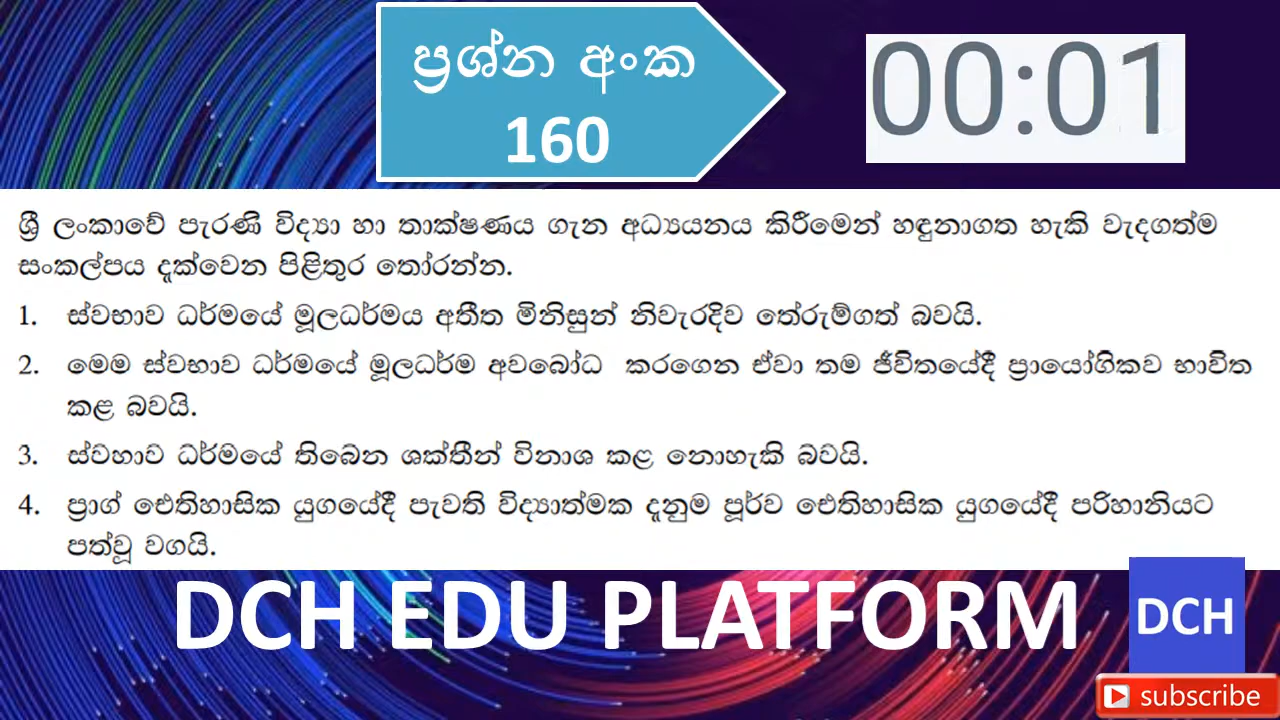 ප්‍රශ්න අංක
160
00:01
ශ්‍රී ලංකාවේ පැරණි විද්‍යා හා තාක්ෂණය ගැන අධ්‍යයනය කිරීමෙන් හඳුනාගත හැකි වැදගත්ම
සංකල්පය දැක්වෙන පිළිතුර තෝරන්න.
1. ස්වභාව ධර්මයේ මූලධර්මය අතීත මිනිසුන් නිවැරදිව තේරුම්ගත් බවයි.
2. මෙම ස්වභාව ධර්මයේ මූලධර්ම අවබෝධ කරගෙන ඒවා තම ජීවිතයේදී ප්‍රායෝගිකව භාවිත
කළ බවයි.
3. ස්වභාව ධර්මයේ තිබෙන ශක්තීන් විනාශ කළ නොහැකි බවයි.
4. ප්‍රාග් ඓතිහාසික යුගයේදී පැවති විද්‍යාත්මක දැනුම පූර්ව ඓතිහාසික යුගයේදී පරිහානියට
පත්වූ වගයි.
DCH EDU PLATFORM
DCH
subscribe